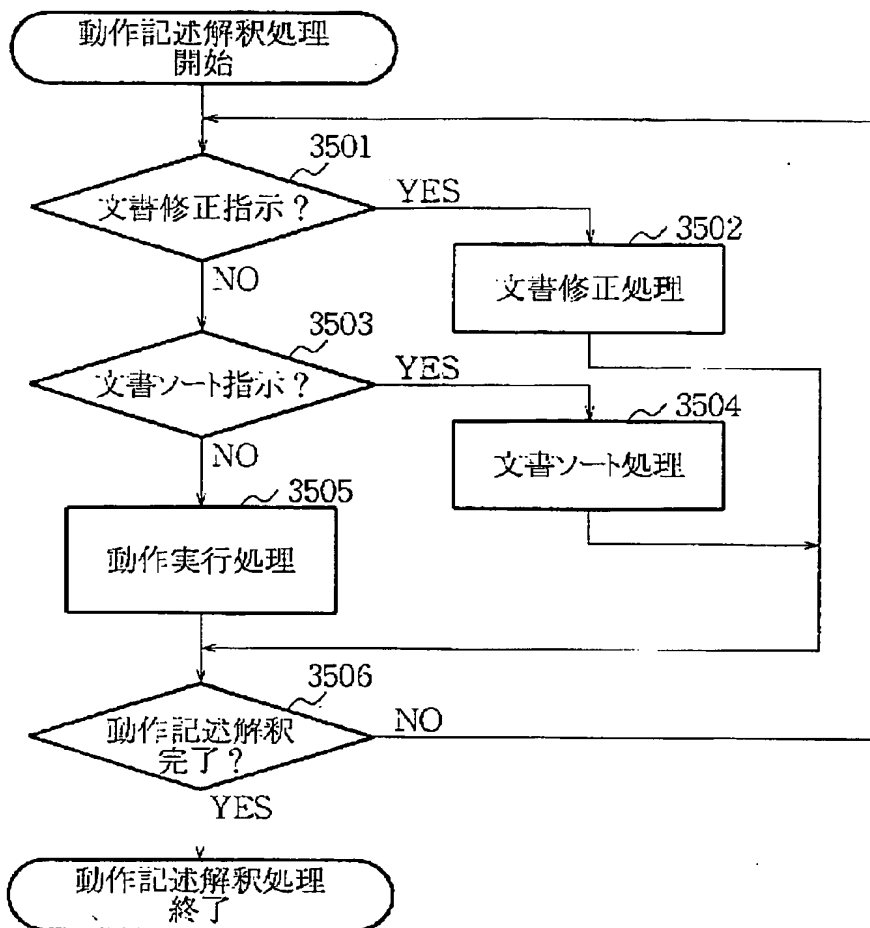 動作記述解釈処理
開始
3501
文書修正指示？
YES
3502
文書修正処理
NO
3503
文書ソート指示？
YES
3504
文書ソート処理
NO
3505
動作実行処理
3506
動作記述解釈
完了？
NO
YES
動作記述解釈処理
終了